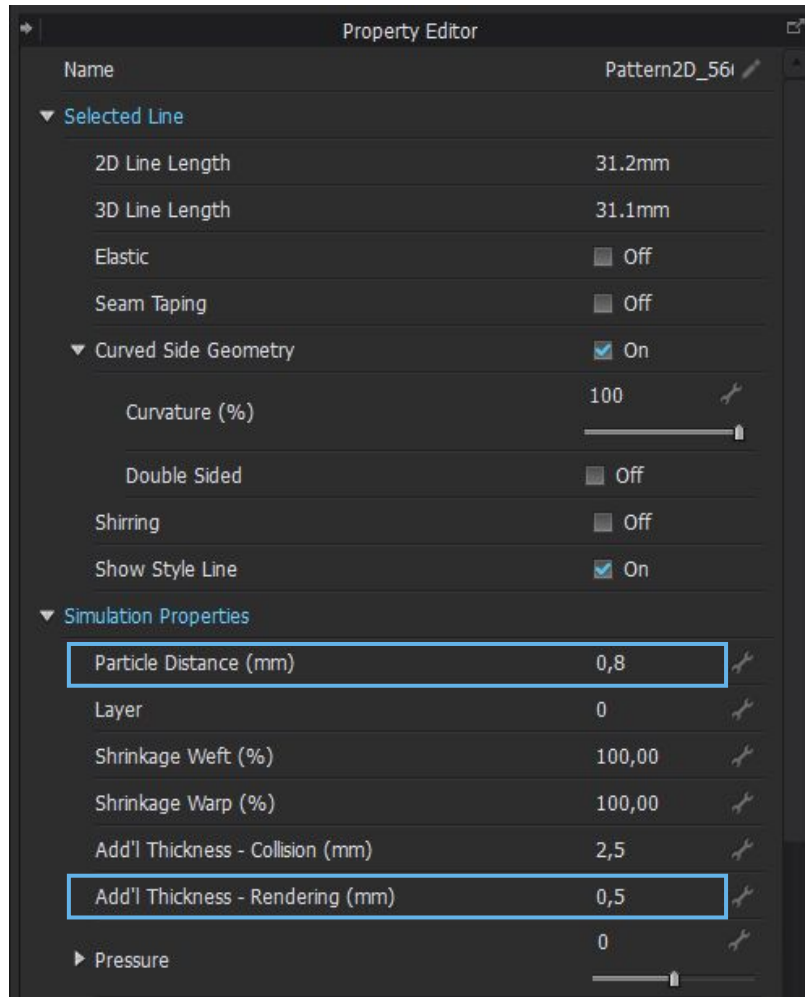 Property Editor
Name Pattern2D_56
Selected Line
2D Line Length 31.2mm
3D Line Length 31.1mm
Elastic Off
Seam Taping Off
Curved Side Geometry On
Curvature (%) 100
Double Sided Off
Shirring Off
Show Style Line On
Simulation Properties
Particle Distance (mm) 0,8
Layer 0
Shrinkage Weft (%) 100,00
Shrinkage Warp (%) 100,00
Add'l Thickness - Collision (mm) 2,5
Add'l Thickness - Rendering (mm) 0,5
Pressure 0